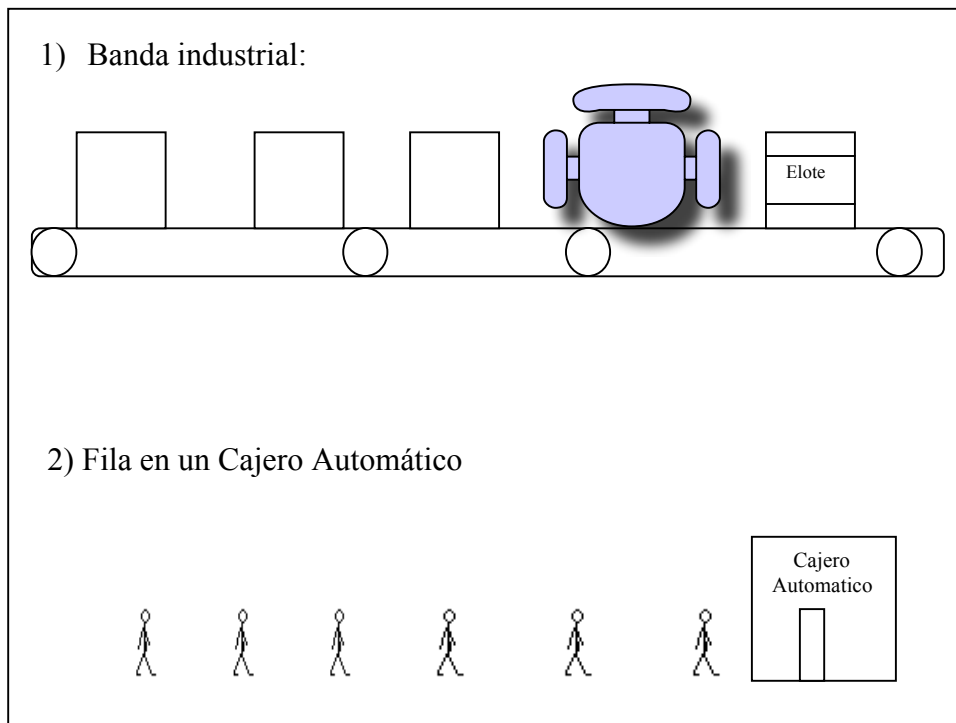 1) Banda industrial:
Elote
2) Fila en un Cajero Automático
Cajero
Automatico